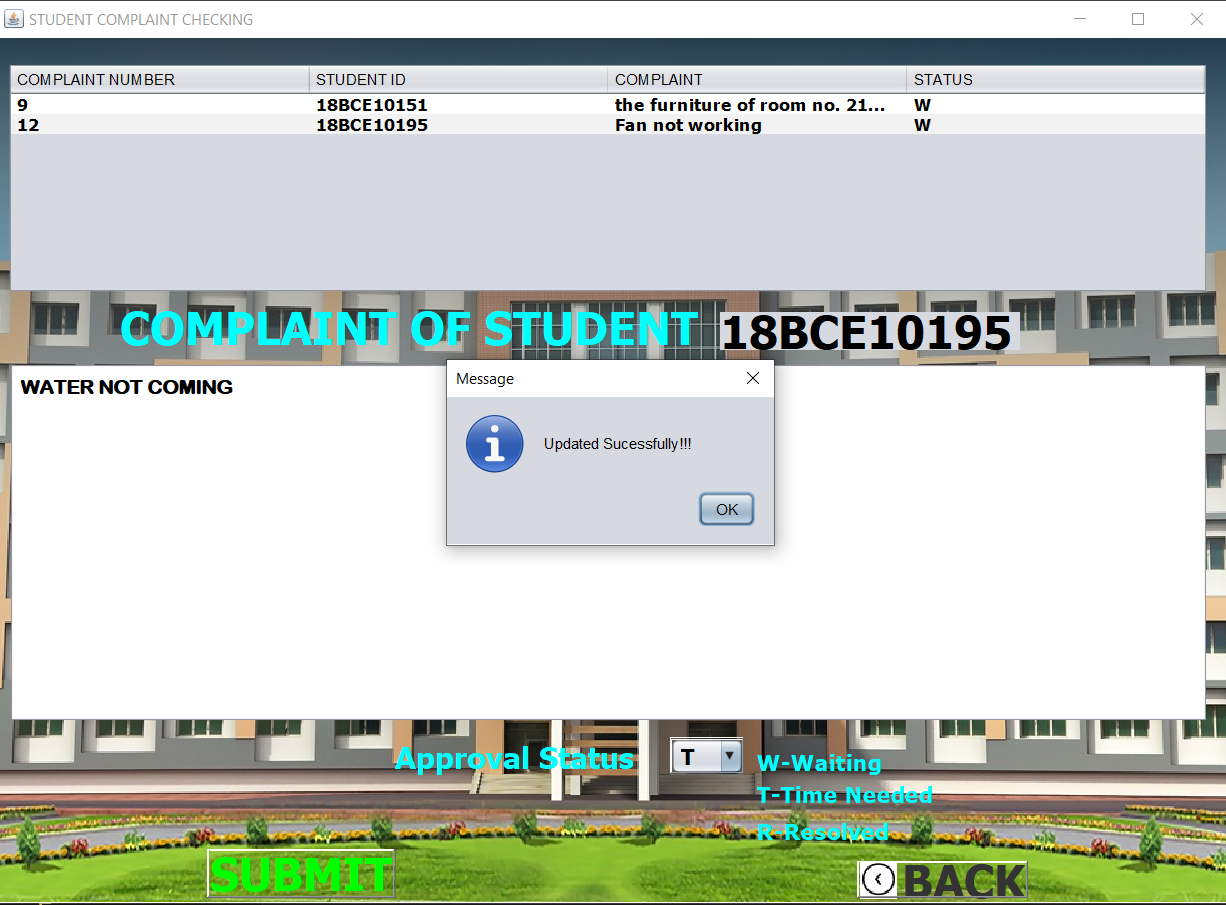 STUDENT COMPLAINT CHECKING
COMPLAINT NUMBER STUDENT ID COMPLAINT STATUS
9 18BCE10151 the furniture of room no. 21... W
12 18BCE10195 Fan not working W
COMPLAINT OF STUDENT 18BCE10195
WATER NOT COMING
Message
Updated Sucessfully!!!
OK
Approval Status T
W-Waiting
T-Time Needed
R-Resolved
SUBMIT
BACK